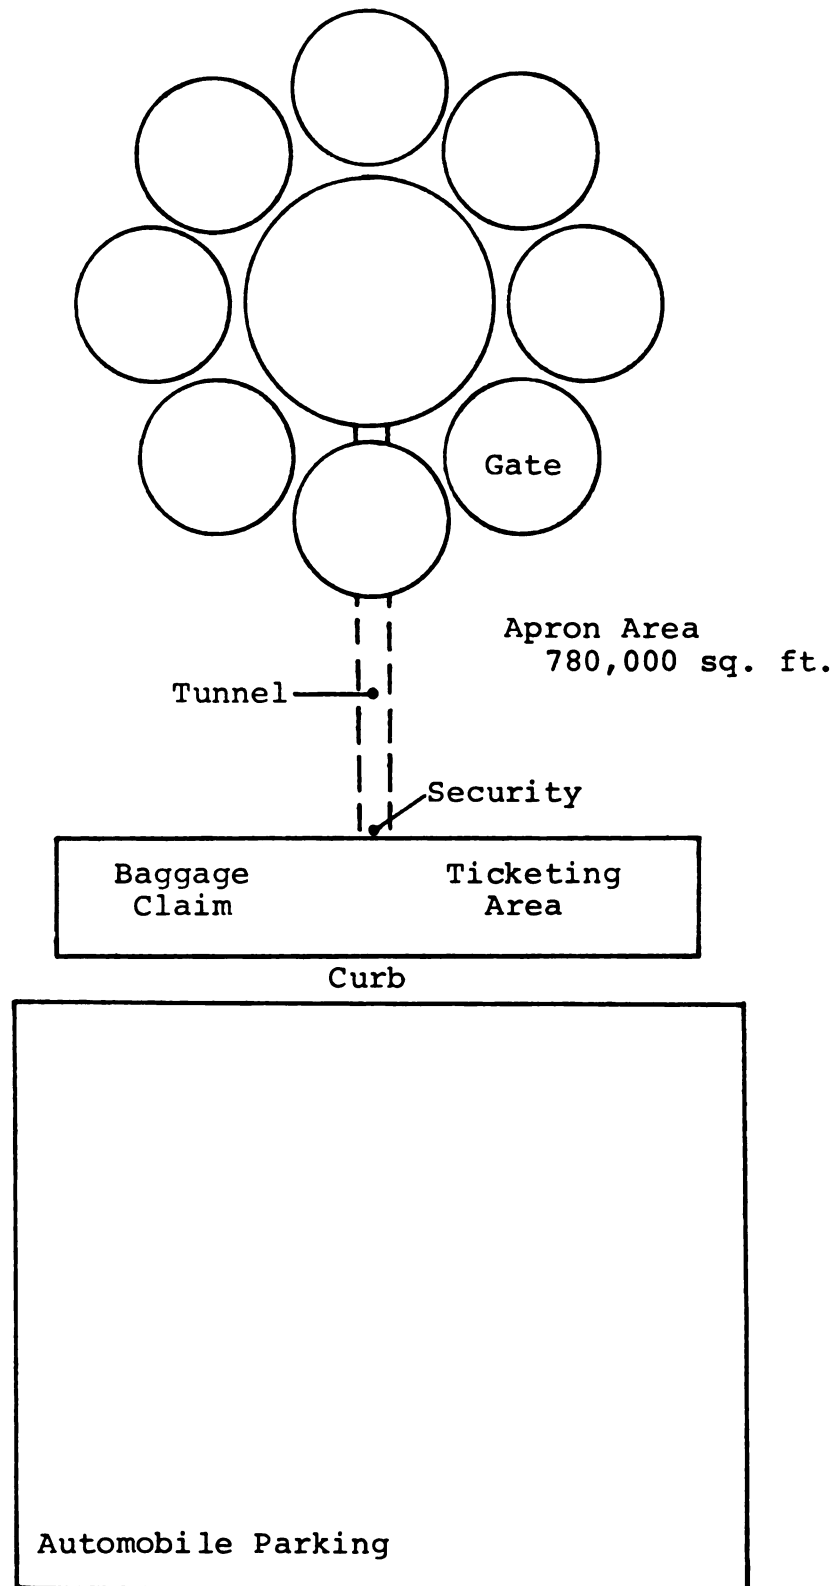 Gate
Apron Area
780,000 sq. ft.
Tunnel
Security
Baggage
Claim
Ticketing
Area
Curb
Automobile Parking